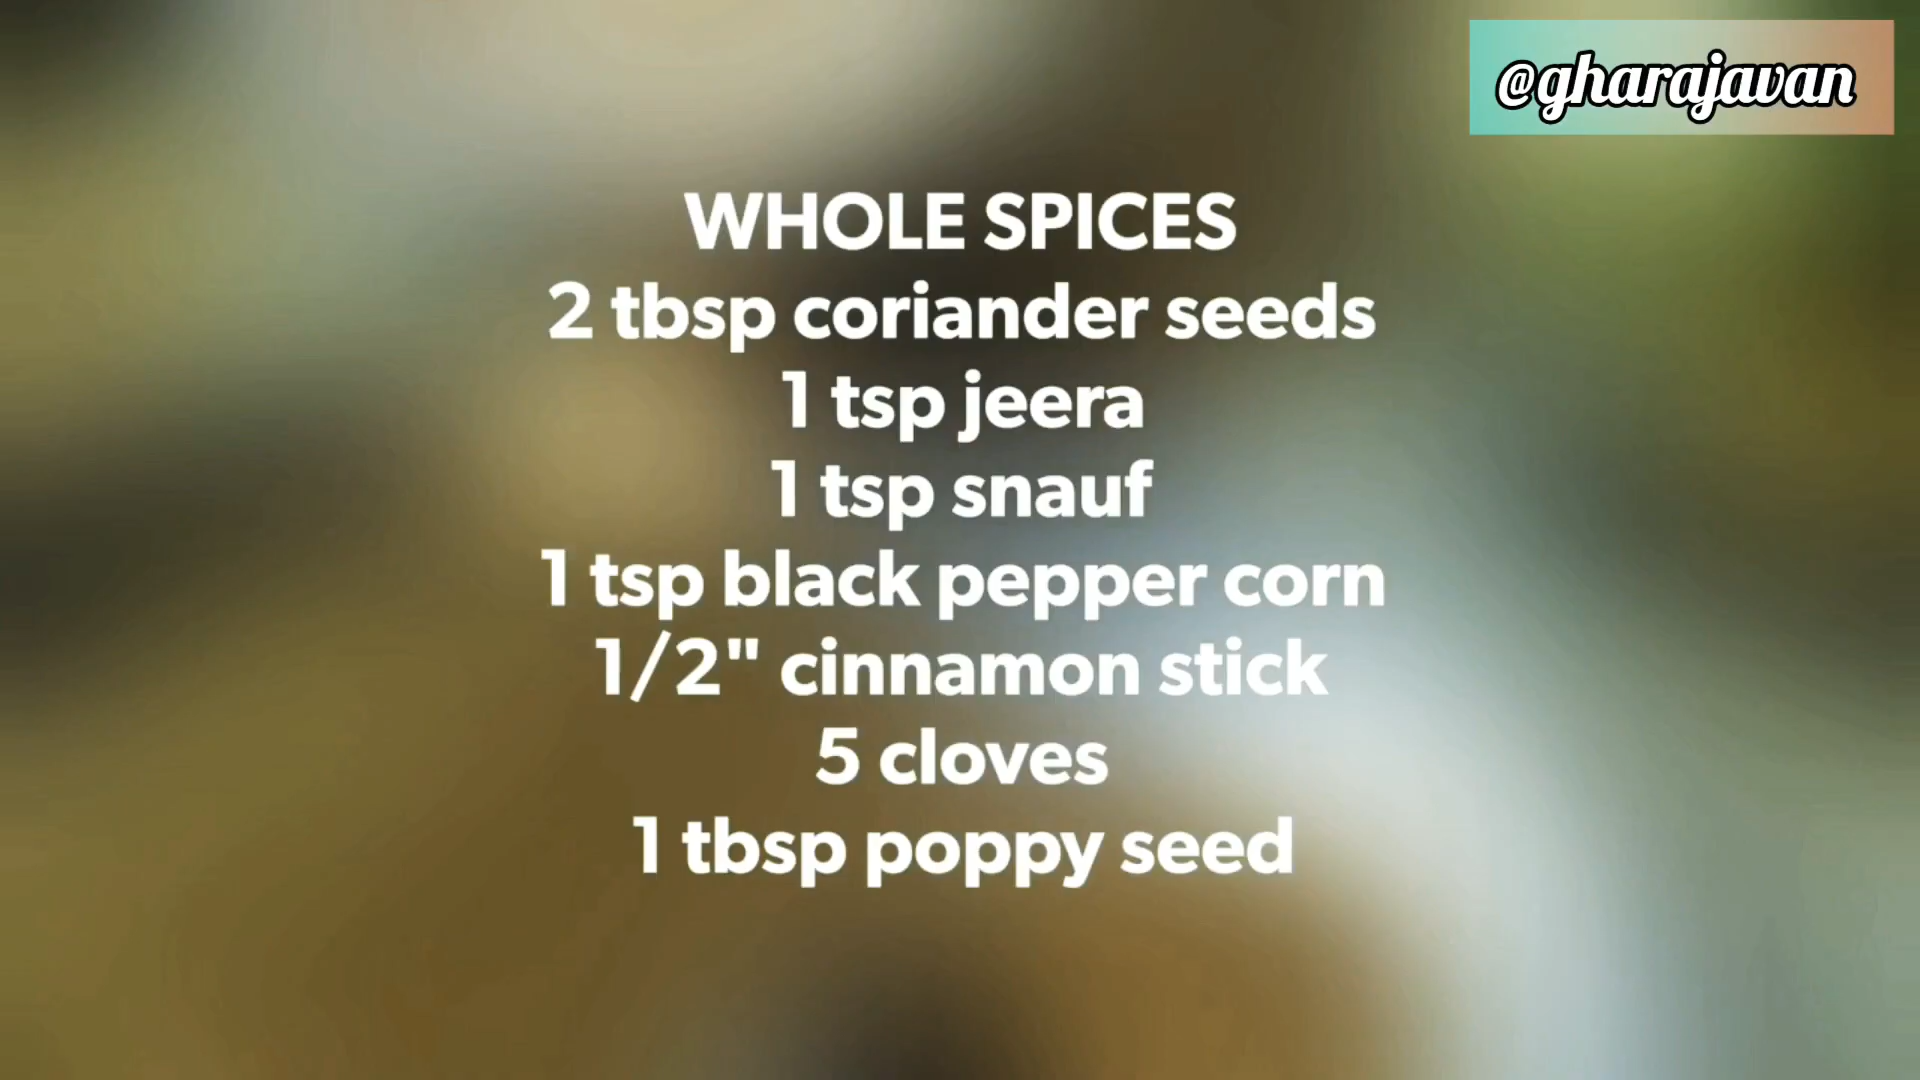 @gharajavan
WHOLE SPICES
2 tbsp coriander seeds
1 tsp jeera
1 tsp snauf
1 tsp black pepper corn
1/2" cinnamon stick
5 cloves
1 tbsp poppy seed